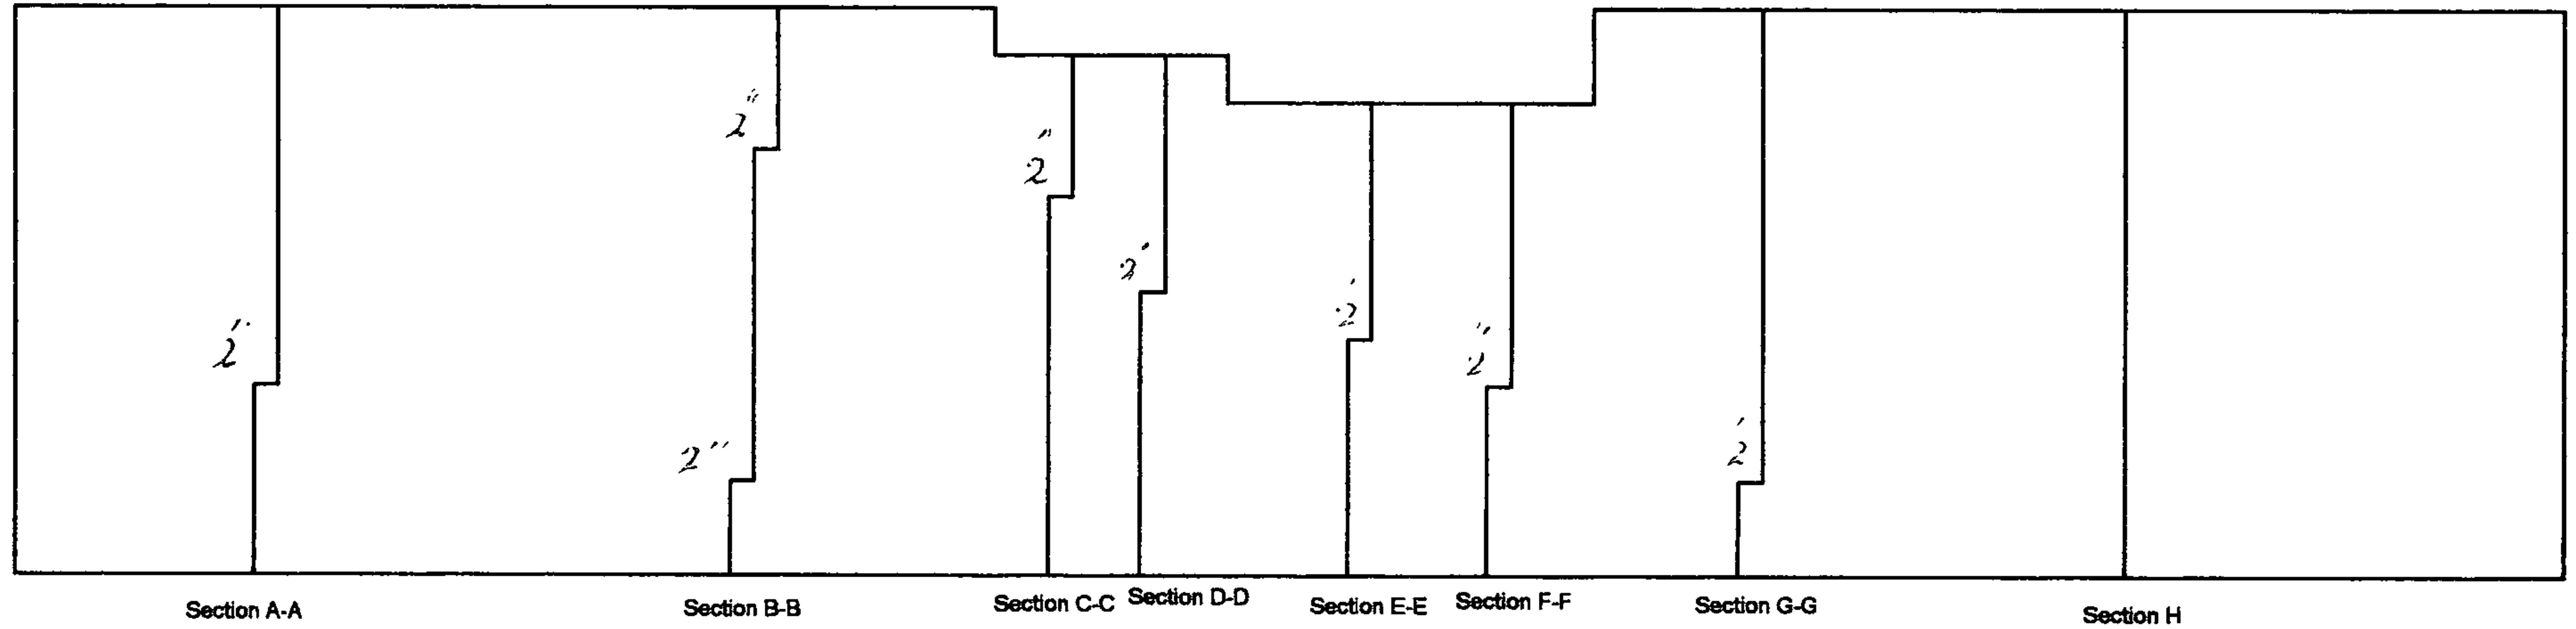 2"
2"
2"
2'
2'
2"
2"
2'
Section A-A
Section B-B
Section C-C
Section D-D
Section E-E
Section F-F
Section G-G
Section H